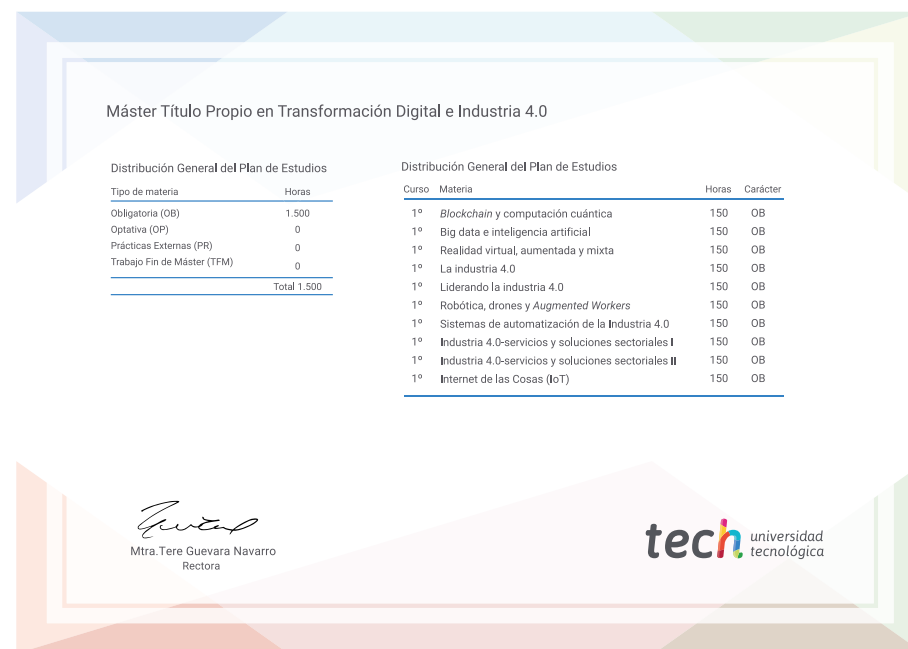 Máster Título Propio en Transformación Digital e Industria 4.0
Distribución General del Plan de Estudios
Tipo de materia Horas
Obligatoria (OB) 1.500
Optativa (OP) 0
Prácticas Externas (PR) 0
Trabajo Fin de Máster (TFM) 0
Total 1.500
Distribución General del Plan de Estudios
Curso Materia Horas Carácter
1º Blockchain y computación cuántica 150 OB
1º Big data e inteligencia artificial 150 OB
1º Realidad virtual, aumentada y mixta 150 OB
1º La industria 4.0 150 OB
1º Liderando la industria 4.0 150 OB
1º Robótica, drones y Augmented Workers 150 OB
1º Sistemas de automatización de la Industria 4.0 150 OB
1º Industria 4.0-servicios y soluciones sectoriales I 150 OB
1º Industria 4.0-servicios y soluciones sectoriales II 150 OB
1º Internet de las Cosas (IoT) 150 OB
Mtra.Tere Guevara Navarro
Rectora
tech universidad
tecnológica